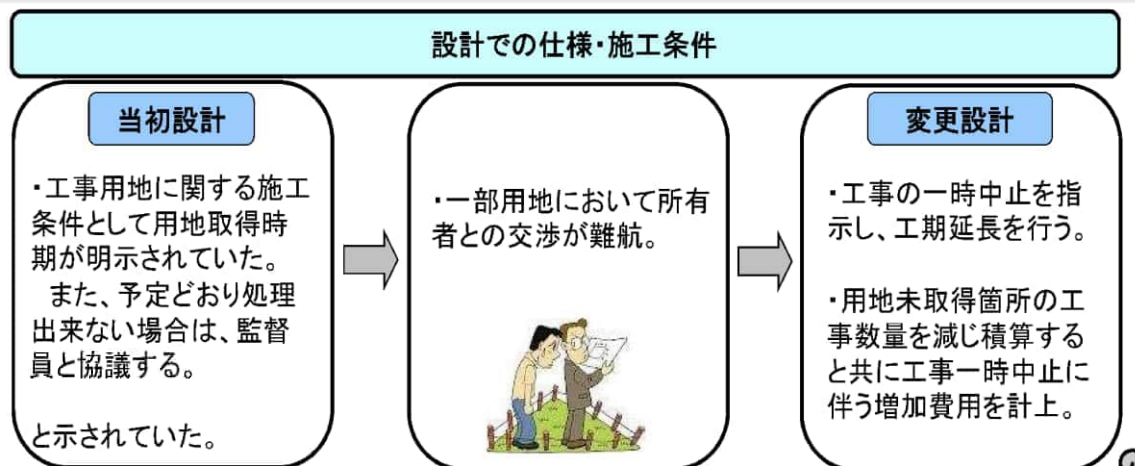 設計での仕様・施工条件
当初設計
・工事用地に関する施工
条件として用地取得時
期が明示されていた。
また、予定どおり処理
出来ない場合は、監督
員と協議する。
と示されていた。
・一部用地において所有
者との交渉が難航。
変更設計
・工事の一時中止を指
示し、工期延長を行う。
・用地未取得箇所の工
事数量を減じ積算する
と共に工事一時中止に
伴う増加費用を計上。